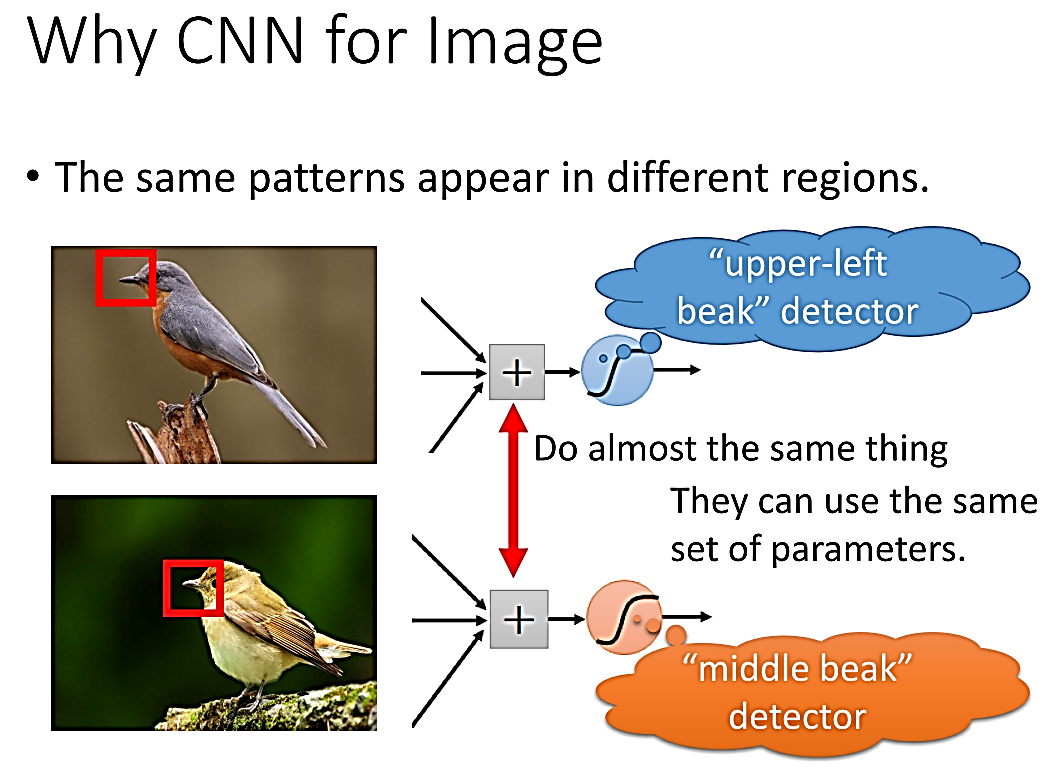 Why CNN for Image
• The same patterns appear in different regions.
“upper-left
beak” detector
+
Do almost the same thing
They can use the same
set of parameters.
+
“middle beak”
detector